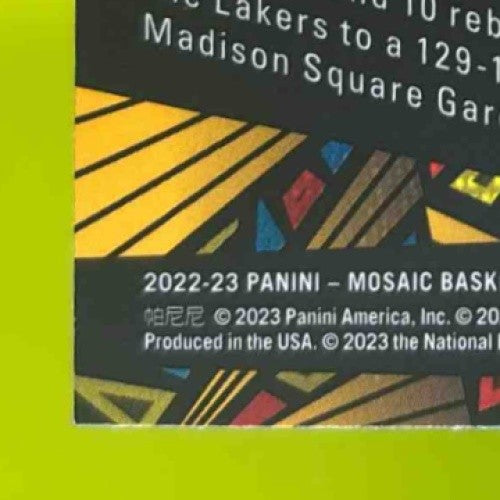 Lakers to a 129-1
10 reb
Madison Square Gar
2022-23 PANINI – MOSAIC BASK
帕尼尼 © 2023 Panini America, Inc. © 20
Produced in the USA. © 2023 the National